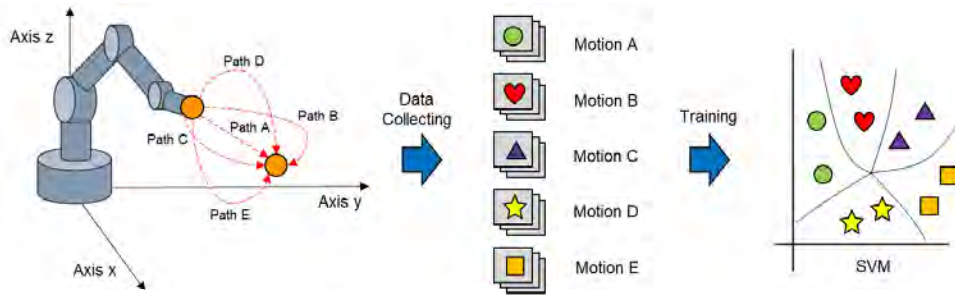 Axis z
Path D
Path B
Path A
Path C
Path E
Axis y
Axis x
Data
Collecting
Motion A
Motion B
Motion C
Motion D
Motion E
Training
SVM